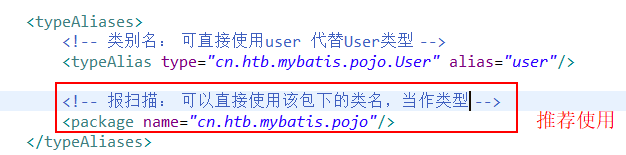 <typeAliases>
<!-- 类别名： 可直接使用user 代替User类型 -->
<typeAlias type="cn.htb.mybatis.pojo.User" alias="user"/>
<!-- 报扫描： 可以直接使用该包下的类名，当作类型 -->
<package name="cn.htb.mybatis.pojo"/>
推荐使用
</typeAliases>